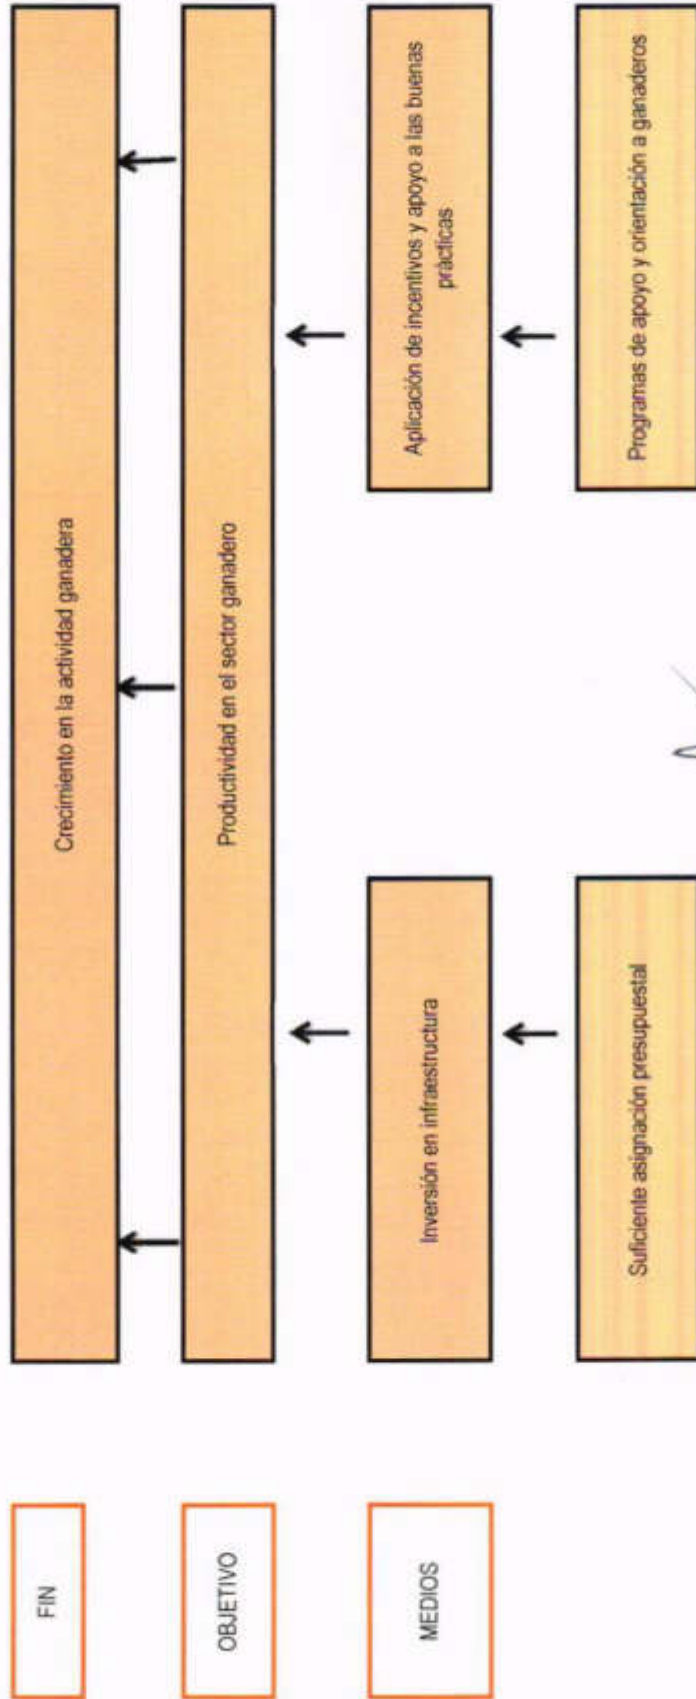 FIN
Crecimiento en la actividad ganadera
OBJETIVO
Productividad en el sector ganadero
MEDIOS
Inversión en infraestructura
Aplicación de incentivos y apoyo a las buenas
prácticas
Suficiente asignación presupuestal
Programas de apoyo y orientación a ganaderos